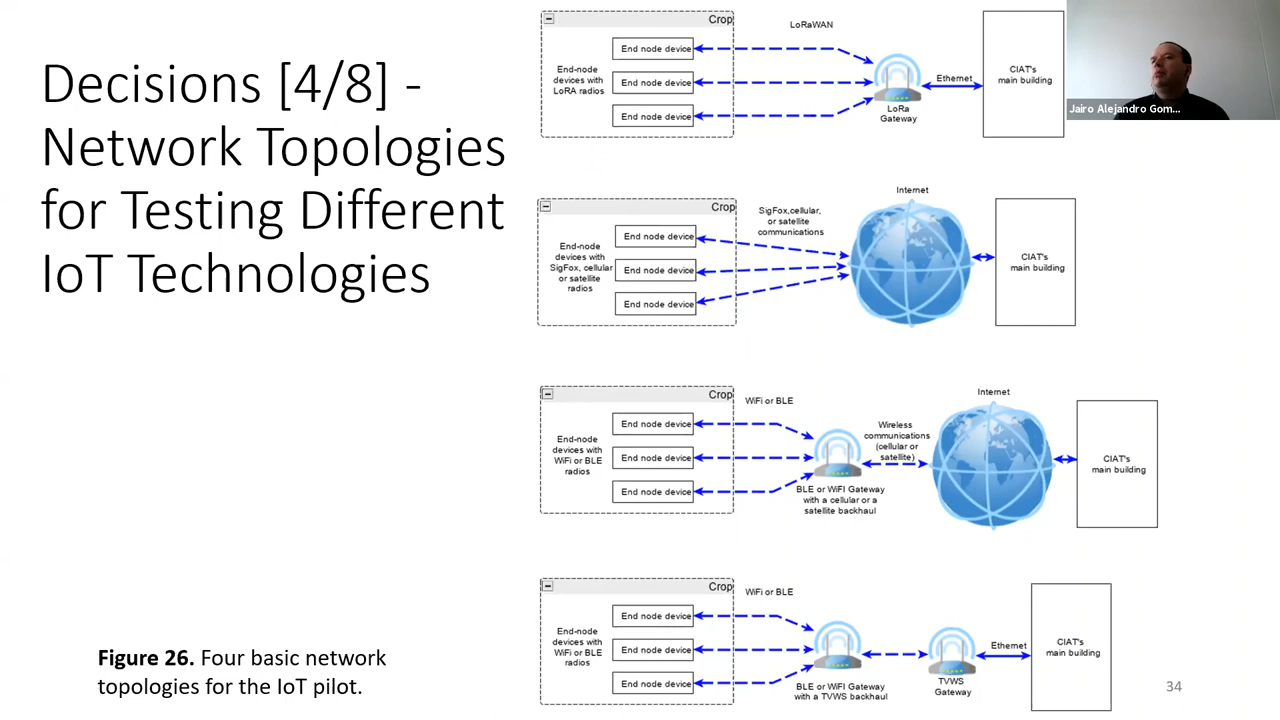 Decisions [4/8] -
Network Topologies
for Testing Different
IoT Technologies
Crop
End-node
devices with
LoRA radios
End node device
End node device
End node device
LoRaWAN
LoRa
Gateway
Ethernet
CIAT's
main building
Jairo Alejandro Gom...
Crop
End-node
devices with
SigFox, cellular
or satellite
radios
End node device
End node device
End node device
SigFox,cellular,
or satellite
communications
Internet
CIAT's
main building
Crop
End-node
devices with
WiFi or BLE
radios
End node device
End node device
End node device
WiFi or BLE
BLE or WiFI Gateway
with a cellular or a
satellite backhaul
Wireless
communications
(cellular or
satellite)
Internet
CIAT's
main building
Crop
End-node
devices with
WiFi or BLE
radios
End node device
End node device
End node device
WiFi or BLE
BLE or WiFI Gateway
with a TVWS backhaul
TVWS
Gateway
Ethernet
CIAT's
main building
Figure 26. Four basic network
topologies for the IoT pilot.
34